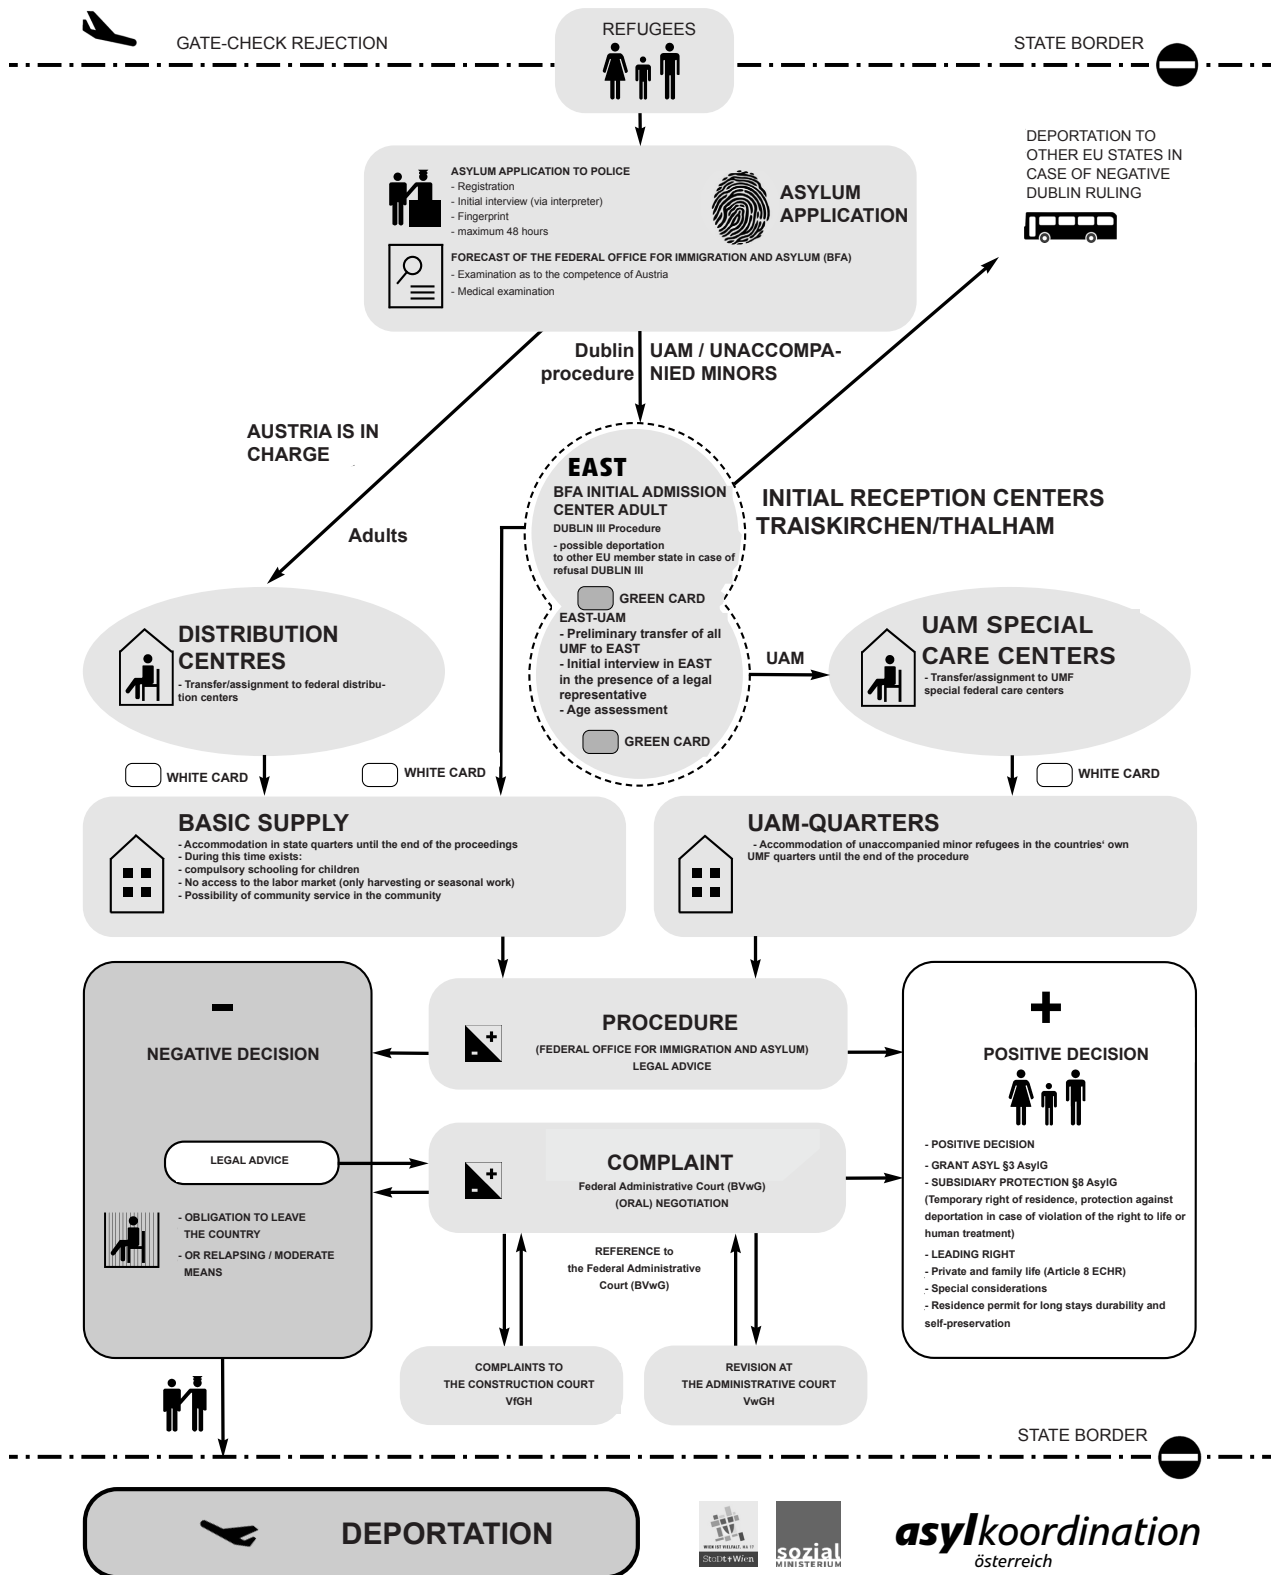 GATE-CHECK REJECTION
REFUGEES
STATE BORDER
DEPORTATION TO
OTHER EU STATES IN
CASE OF NEGATIVE
DUBLIN RULING
ASYLUM APPLICATION TO POLICE
- Registration
- Initial interview (via interpreter)
- Fingerprint
- maximum 48 hours
ASYLUM
APPLICATION
FORECAST OF THE FEDERAL OFFICE FOR IMMIGRATION AND ASYLUM (BFA)
- Examination as to the competence of Austria
- Medical examination
Dublin
procedure
UAM / UNACCOMPA-
NIED MINORS
AUSTRIA IS IN
CHARGE
Adults
EAST
BFA INITIAL ADMISSION
CENTER ADULT
DUBLIN III Procedure
- possible deportation
to other EU member state in case of
refusal DUBLIN III
GREEN CARD
INITIAL RECEPTION CENTERS
TRAISKIRCHEN/THALHAM
EAST-UAM
- Preliminary transfer of all
UMF to EAST
- Initial interview in EAST
in the presence of a legal
representative
- Age assessment
GREEN CARD
UAM
DISTRIBUTION
CENTRES
- Transfer/assignment to federal distribu-
tion centers
UAM SPECIAL
CARE CENTERS
- Transfer/assignment to UMF
special federal care centers
WHITE CARD
WHITE CARD
WHITE CARD
BASIC SUPPLY
- Accommodation in state quarters until the end of the proceedings
- During this time exists:
- compulsory schooling for children
- No access to the labor market (only harvesting or seasonal work)
- Possibility of community service in the community
UAM-QUARTERS
- Accommodation of unaccompanied minor refugees in the countries' own
UMF quarters until the end of the procedure
-
NEGATIVE DECISION
LEGAL ADVICE
- OBLIGATION TO LEAVE
THE COUNTRY
- OR RELAPSING / MODERATE
MEANS
+
-
PROCEDURE
(FEDERAL OFFICE FOR IMMIGRATION AND ASYLUM)
LEGAL ADVICE
+
-
COMPLAINT
Federal Administrative Court (BVwG)
(ORAL) NEGOTIATION
REFERENCE to
the Federal Administrative
Court (BVwG)
COMPLAINTS TO
THE CONSTRUCTION COURT
VfGH
REVISION AT
THE ADMINISTRATIVE COURT
VwGH
+
POSITIVE DECISION
- POSITIVE DECISION
- GRANT ASYL §3 AsylG
- SUBSIDIARY PROTECTION §8 AsylG
(Temporary right of residence, protection against
deportation in case of violation of the right to life or
human treatment)
- LEADING RIGHT
- Private and family life (Article 8 ECHR)
- Special considerations
- Residence permit for long stays durability and
self-preservation
STATE BORDER
DEPORTATION
WIEN IST VIELFALT. MA 17
StaDt+Wien
sozial
MINISTERIUM
asylkoordination
österreich